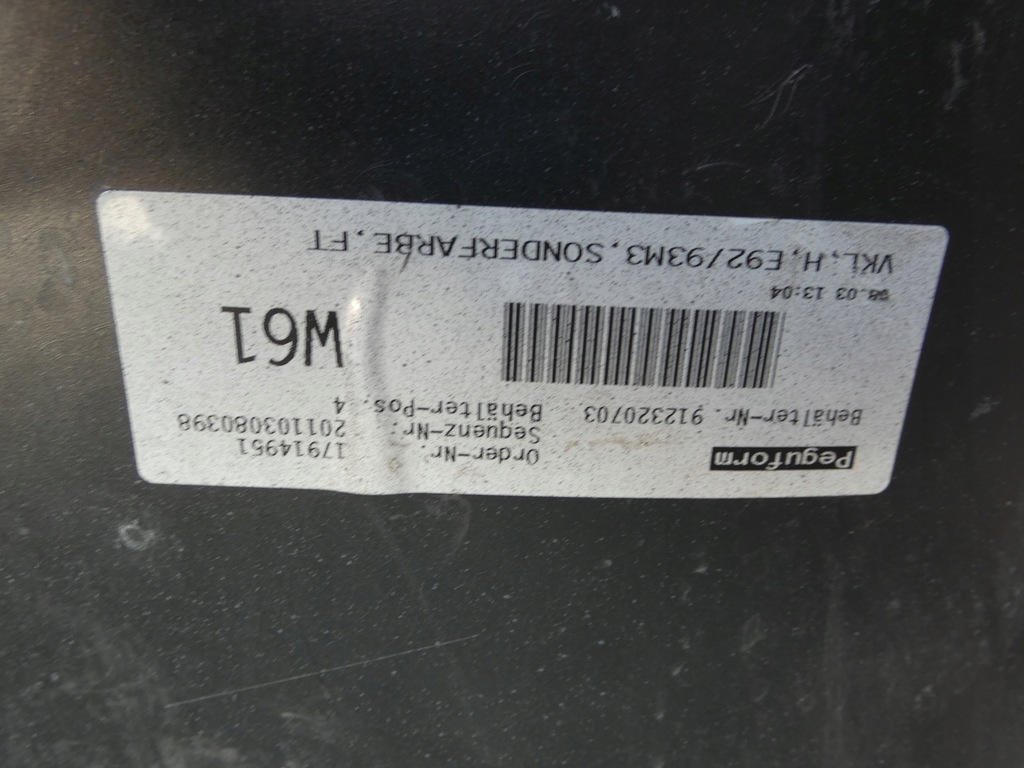 Peguform
Order-Nr. 17914951
Sequenz-Nr: 201103080398
Behälter-Nr. 912320703 Behälter-Pos. 4
W61
08.03 13:04
VKL,H,E92/93M3,SONDERFARBE,FT